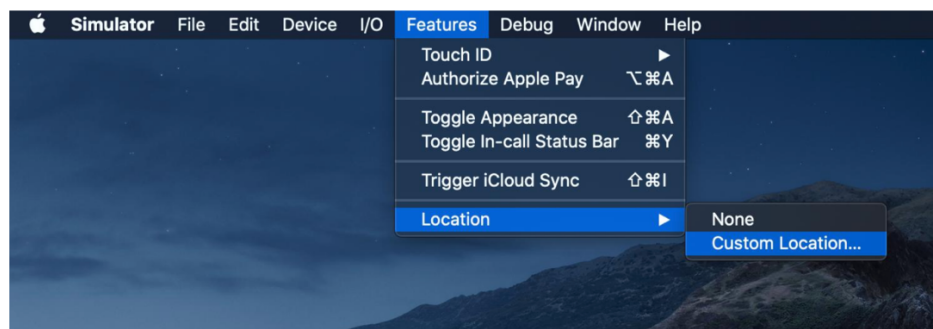 Simulator File Edit Device I/O Features Debug Window Help
Touch ID ▶
Authorize Apple Pay ⌥⌘A
Toggle Appearance ⇧⌘A
Toggle In-call Status Bar ⌘Y
Trigger iCloud Sync ⇧⌘I
Location ▶
None
Custom Location...